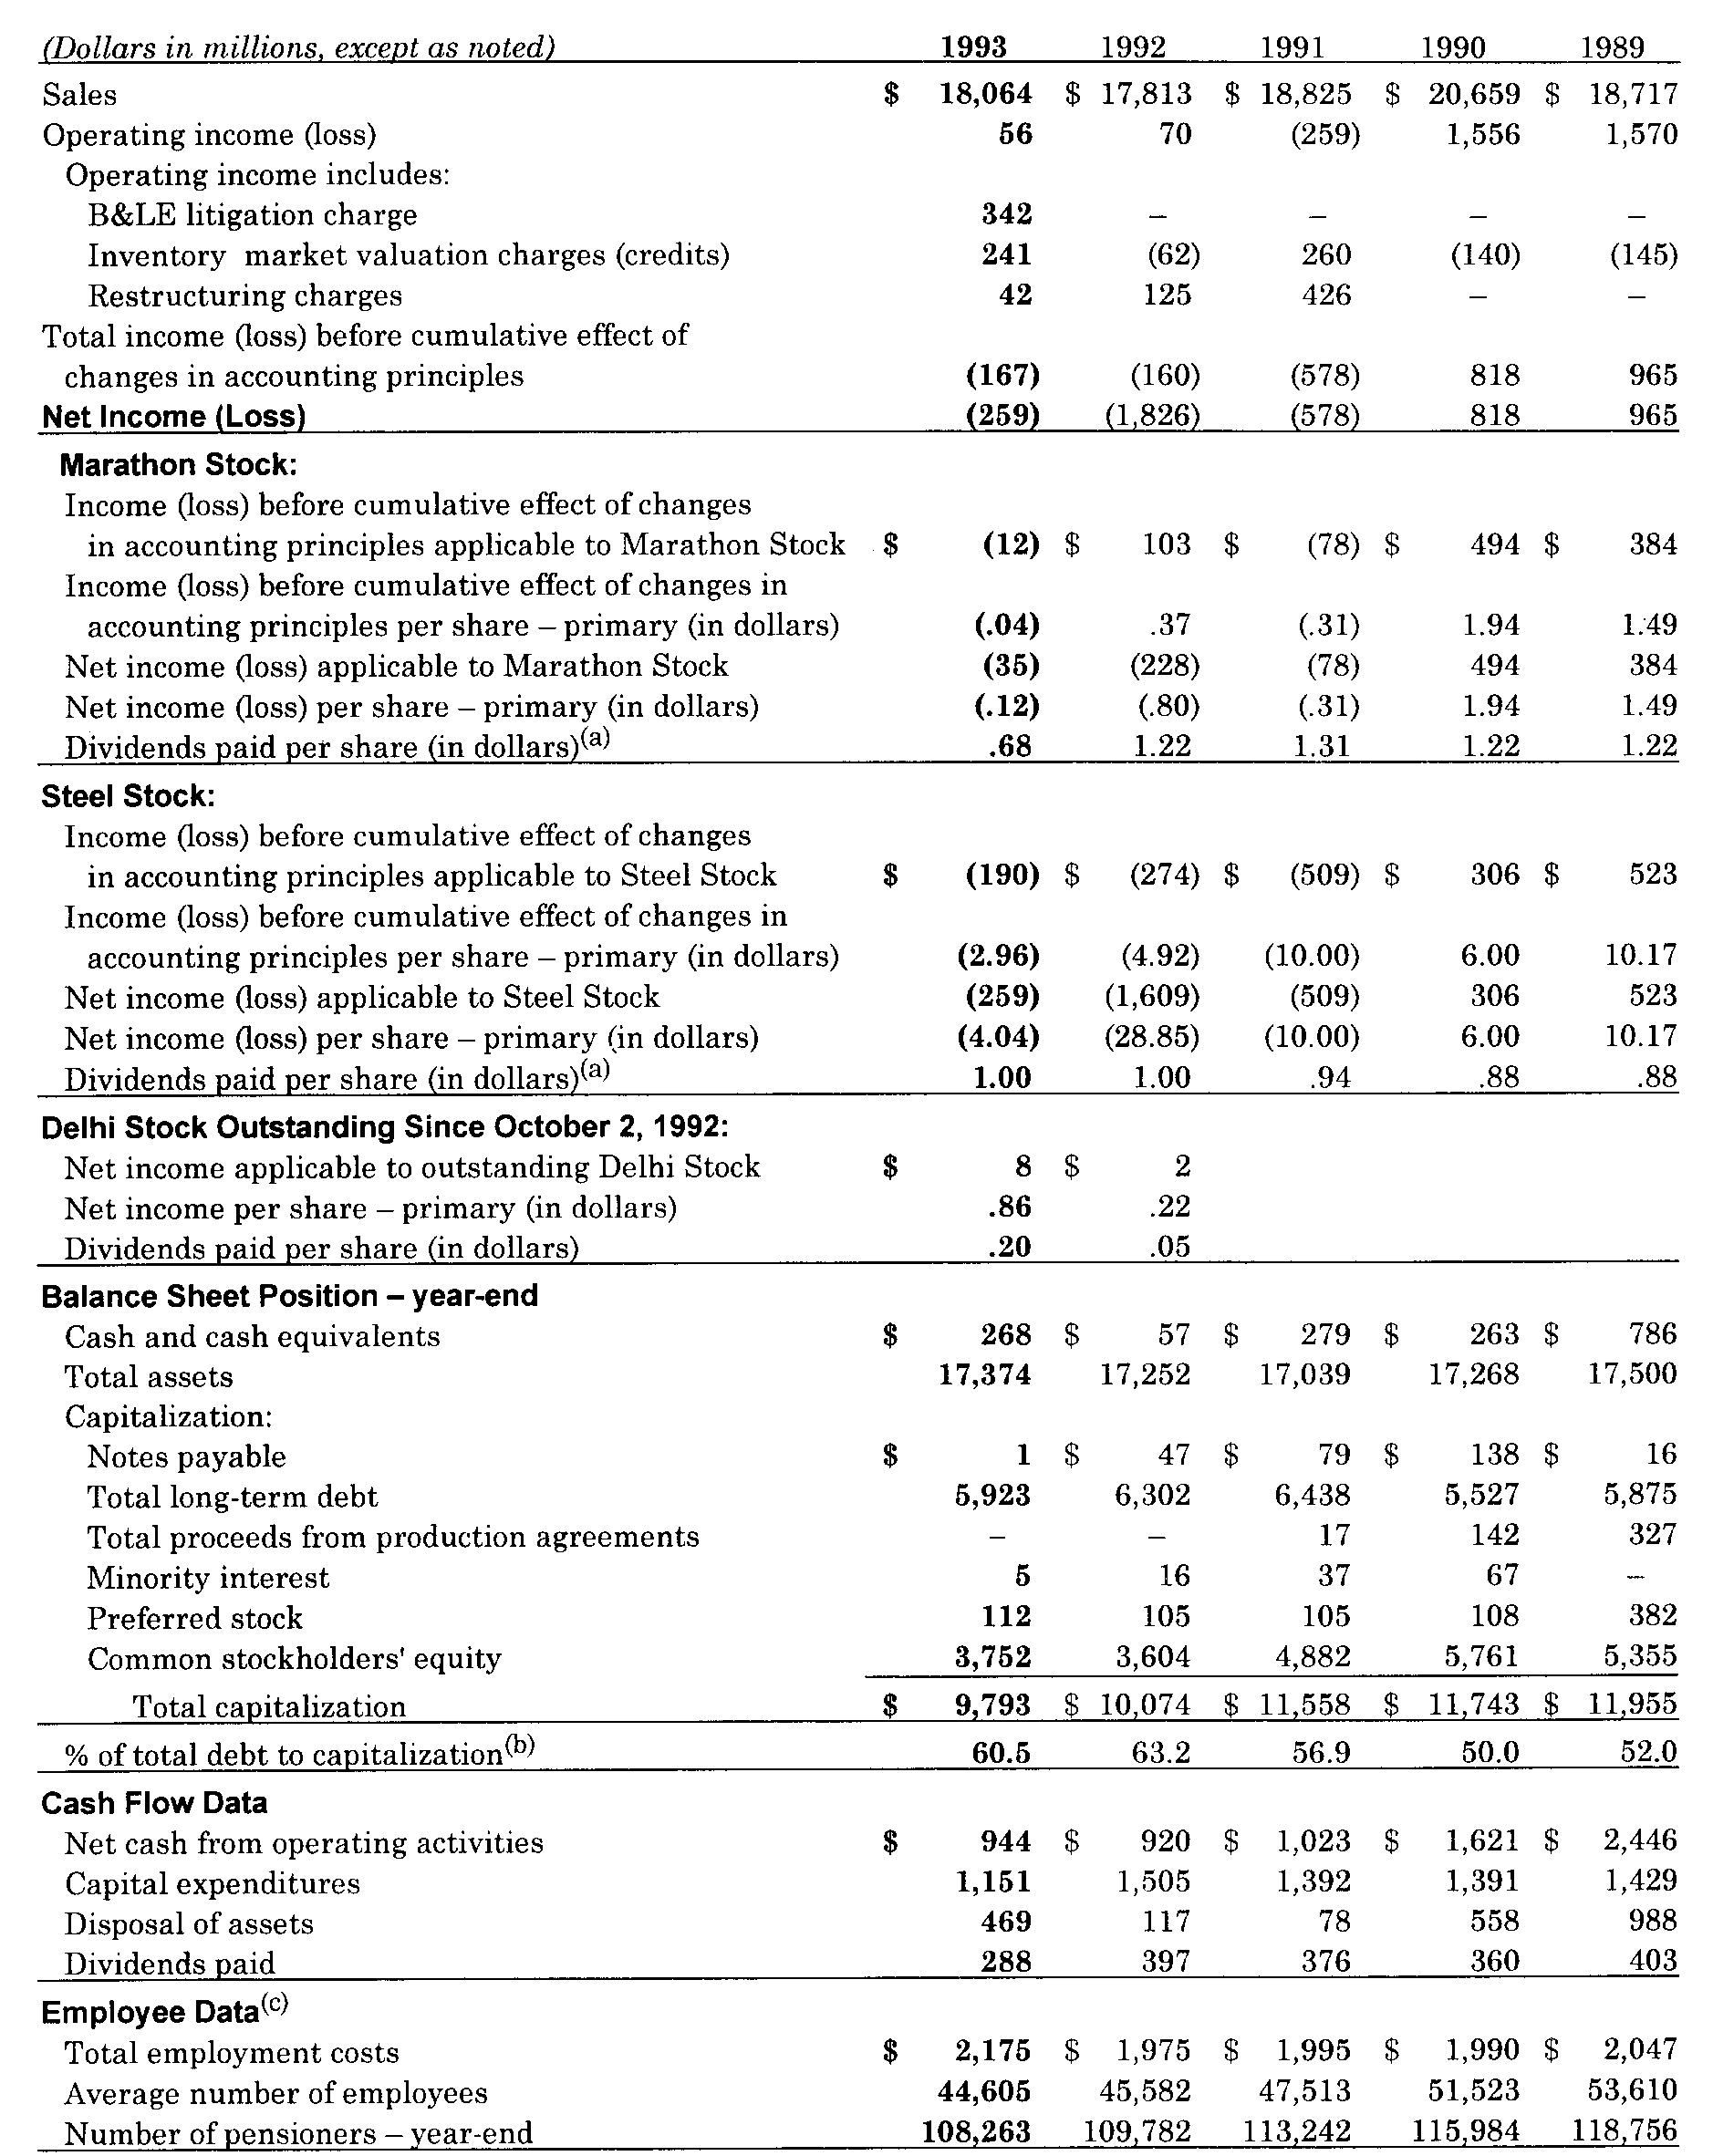 (Dollars in millions, except as noted) 1993 1992 1991 1990 1989
Sales $ 18,064 $ 17,813 $ 18,825 $ 20,659 $ 18,717
Operating income (loss) 56 70 (259) 1,556 1,570
Operating income includes:
B&LE litigation charge 342 – – – –
Inventory market valuation charges (credits) 241 (62) 260 (140) (145)
Restructuring charges 42 125 426 – –
Total income (loss) before cumulative effect of
changes in accounting principles (167) (160) (578) 818 965
Net Income (Loss) (259) (1,826) (578) 818 965
Marathon Stock:
Income (loss) before cumulative effect of changes
in accounting principles applicable to Marathon Stock $ (12) $ 103 $ (78) $ 494 $ 384
Income (loss) before cumulative effect of changes in
accounting principles per share – primary (in dollars) (.04) .37 (.31) 1.94 1.49
Net income (loss) applicable to Marathon Stock (35) (228) (78) 494 384
Net income (loss) per share – primary (in dollars) (.12) (.80) (.31) 1.94 1.49
Dividends paid per share (in dollars)(a) .68 1.22 1.31 1.22 1.22
Steel Stock:
Income (loss) before cumulative effect of changes
in accounting principles applicable to Steel Stock $ (190) $ (274) $ (509) $ 306 $ 523
Income (loss) before cumulative effect of changes in
accounting principles per share – primary (in dollars) (2.96) (4.92) (10.00) 6.00 10.17
Net income (loss) applicable to Steel Stock (259) (1,609) (509) 306 523
Net income (loss) per share – primary (in dollars) (4.04) (28.85) (10.00) 6.00 10.17
Dividends paid per share (in dollars)(a) 1.00 1.00 .94 .88 .88
Delhi Stock Outstanding Since October 2, 1992:
Net income applicable to outstanding Delhi Stock $ 8 $ 2
Net income per share – primary (in dollars) .86 .22
Dividends paid per share (in dollars) .20 .05
Balance Sheet Position – year-end
Cash and cash equivalents $ 268 $ 57 $ 279 $ 263 $ 786
Total assets 17,374 17,252 17,039 17,268 17,500
Capitalization:
Notes payable $ 1 $ 47 $ 79 $ 138 $ 16
Total long-term debt 5,923 6,302 6,438 5,527 5,875
Total proceeds from production agreements – – 17 142 327
Minority interest 5 16 37 67 –
Preferred stock 112 105 105 108 382
Common stockholders' equity 3,752 3,604 4,882 5,761 5,355
Total capitalization $ 9,793 $ 10,074 $ 11,558 $ 11,743 $ 11,955
% of total debt to capitalization(b) 60.5 63.2 56.9 50.0 52.0
Cash Flow Data
Net cash from operating activities $ 944 $ 920 $ 1,023 $ 1,621 $ 2,446
Capital expenditures 1,151 1,505 1,392 1,391 1,429
Disposal of assets 469 117 78 558 988
Dividends paid 288 397 376 360 403
Employee Data(c)
Total employment costs $ 2,175 $ 1,975 $ 1,995 $ 1,990 $ 2,047
Average number of employees 44,605 45,582 47,513 51,523 53,610
Number of pensioners – year-end 108,263 109,782 113,242 115,984 118,756